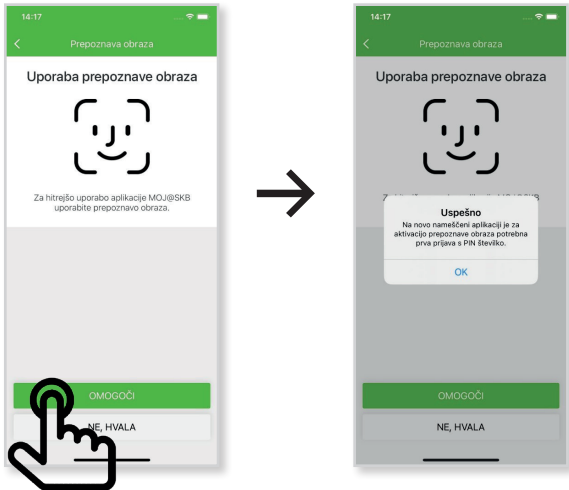 14:17
Prepoznava obraza
Uporaba prepoznave obraza
Za hitrejšo uporabo aplikacije MOJ@SKB
uporabite prepoznavo obraza.
OMOGOČI
NE, HVALA
14:17
Prepoznava obraza
Uporaba prepoznave obraza
Uspešno
Na novo nameščeni aplikaciji je za
aktivacijo prepoznave obraza potrebna
prva prijava s PIN številko.
OK
OMOGOČI
NE, HVALA